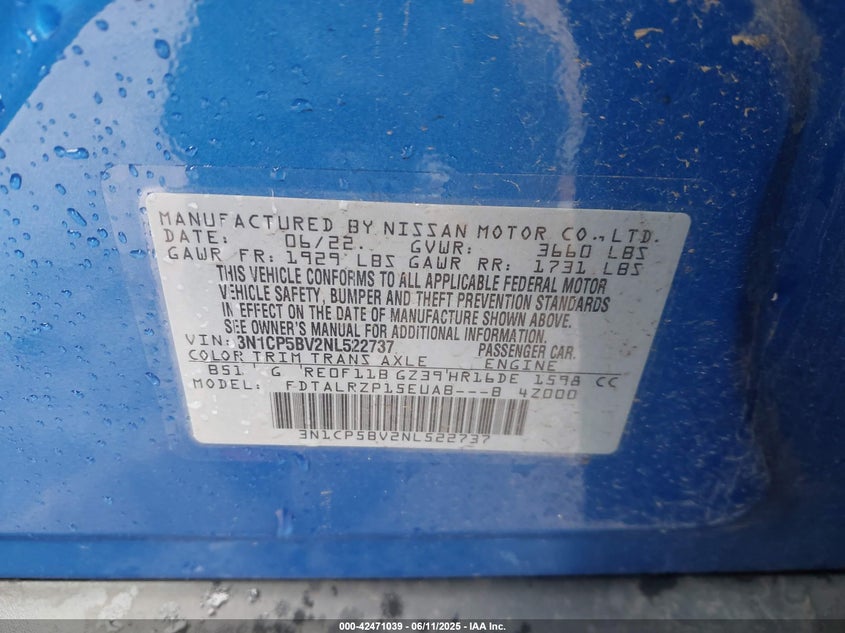 MANUFACTURED BY NISSAN MOTOR CO., LTD.
DATE: 06/22. GVWR: 3660 LBS
GAWR FR: 1929 LBS GAWR RR: 1731 LBS
THIS VEHICLE CONFORMS TO ALL APPLICABLE FEDERAL MOTOR
VEHICLE SAFETY, BUMPER AND THEFT PREVENTION STANDARDS
IN EFFECT ON THE DATE OF MANUFACTURE SHOWN ABOVE.
SEE OWNER'S MANUAL FOR ADDITIONAL INFORMATION.
VIN: 3N1CP5BV2NL522737 PASSENGER CAR.
COLOR TRIM TRANS AXLE ENGINE
B51 G RE0F11B GZ39 HR16DE 1598 CC
MODEL: FDTALRZP15EUAB---B 4Z000
3N1CP5BV2NL522737
000-42471039 - 06/11/2025 - IAA Inc.